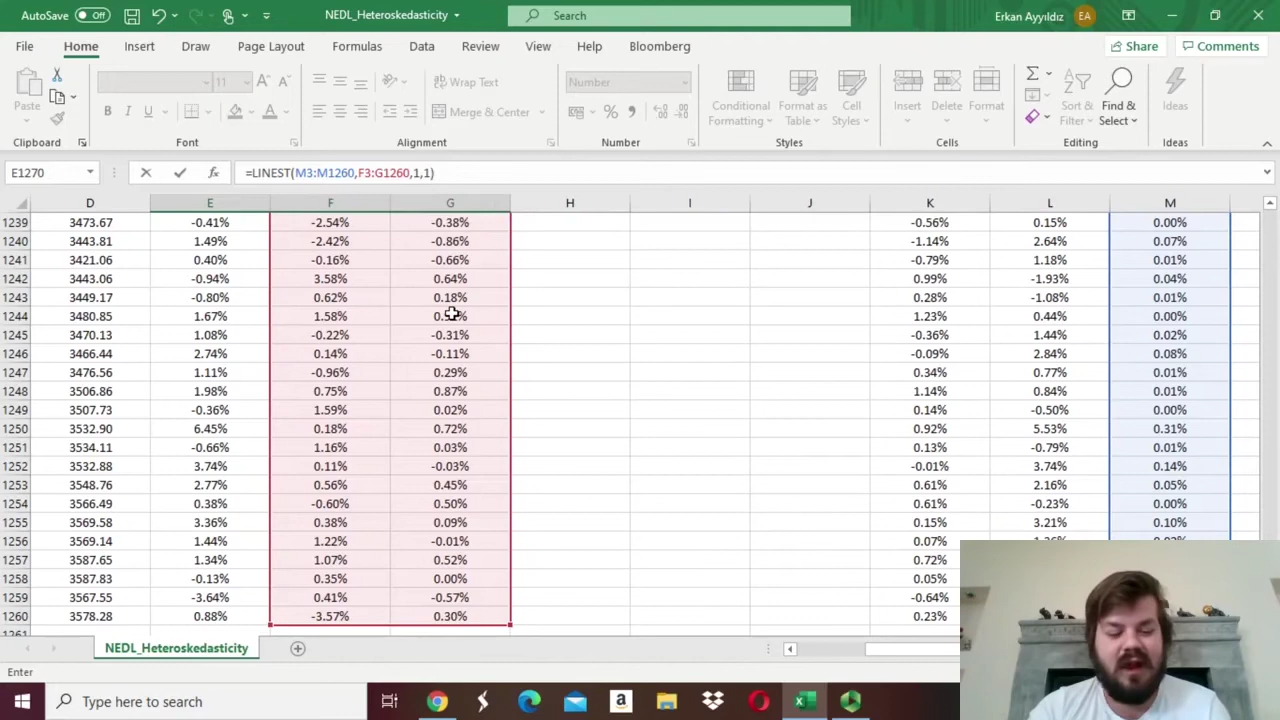 AutoSave Off NEDL_Heteroskedasticity Search Erkan Ayyıldız EA
File Home Insert Draw Page Layout Formulas Data Review View Help Bloomberg Share Comments
Paste 11 A A Wrap Text Number Conditional Formatting Format as Table Cell Styles Insert Delete Format Sort & Filter Find & Select Ideas
B I U Merge & Center
Clipboard Font Alignment Number Styles Cells Editing Ideas
E1270 fx =LINEST(M3:M1260,F3:G1260,1,1)
D E F G H I J K L M
1239 3473.67 -0.41% -2.54% -0.38% -0.56% 0.15% 0.00%
1240 3443.81 1.49% -2.42% -0.86% -1.14% 2.64% 0.07%
1241 3421.06 0.40% -0.16% -0.66% -0.79% 1.18% 0.01%
1242 3443.06 -0.94% 3.58% 0.64% 0.99% -1.93% 0.04%
1243 3449.17 -0.80% 0.62% 0.18% 0.28% -1.08% 0.01%
1244 3480.85 1.67% 1.58% 1.23% 0.44% 0.00%
1245 3470.13 1.08% -0.22% -0.31% -0.36% 1.44% 0.02%
1246 3466.44 2.74% 0.14% -0.11% -0.09% 2.84% 0.08%
1247 3476.56 1.11% -0.96% 0.29% 0.34% 0.77% 0.01%
1248 3506.86 1.98% 0.75% 0.87% 1.14% 0.84% 0.01%
1249 3507.73 -0.36% 1.59% 0.02% 0.14% -0.50% 0.00%
1250 3532.90 6.45% 0.18% 0.72% 0.92% 5.53% 0.31%
1251 3534.11 -0.66% 1.16% 0.03% 0.13% -0.79% 0.01%
1252 3532.88 3.74% 0.11% -0.03% -0.01% 3.74% 0.14%
1253 3548.76 2.77% 0.56% 0.45% 0.61% 2.16% 0.05%
1254 3566.49 0.38% -0.60% 0.50% 0.61% -0.23% 0.00%
1255 3569.58 3.36% 0.38% 0.09% 0.15% 3.21% 0.10%
1256 3569.14 1.44% 1.22% -0.01% 0.07%
1257 3587.65 1.34% 1.07% 0.52% 0.72%
1258 3587.83 -0.13% 0.35% 0.00% 0.05%
1259 3567.55 -3.64% 0.41% -0.57% -0.64%
1260 3578.28 0.88% -3.57% 0.30% 0.23%
1261
NEDL_Heteroskedasticity
Enter
Type here to search